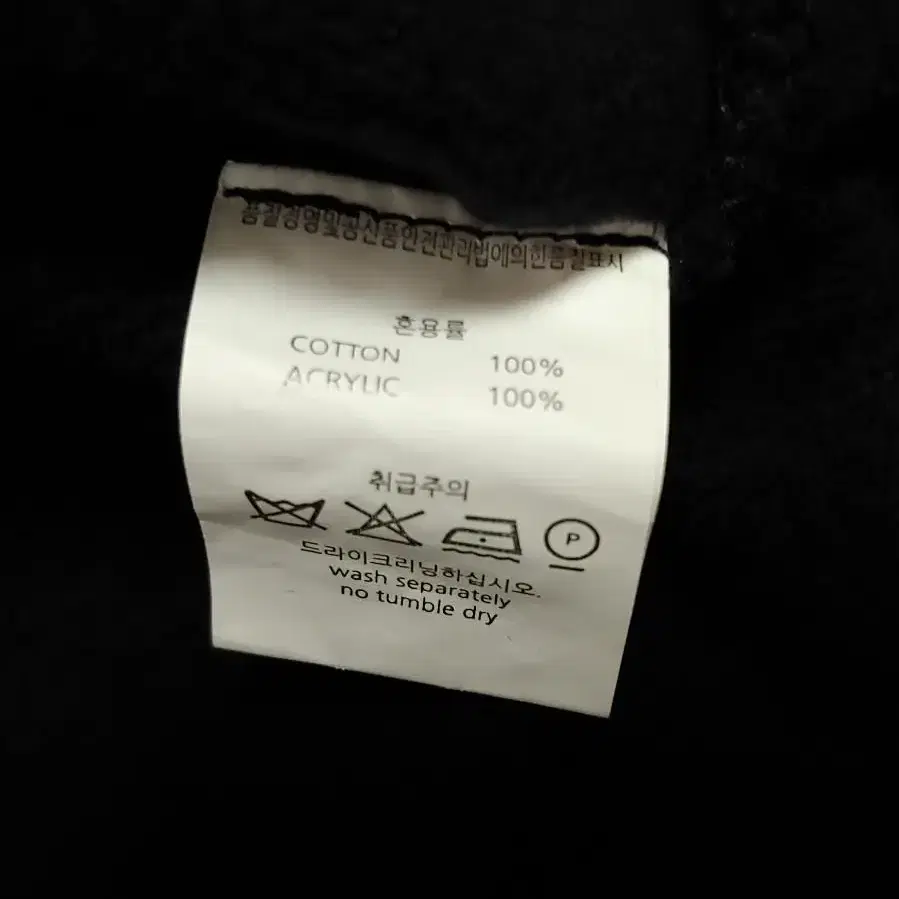 품질경영및공산품안전관리법에의한품질표시
혼용률
COTTON 100%
ACRYLIC 100%
취급주의
P
드라이크리닝하십시오.
wash separately
no tumble dry